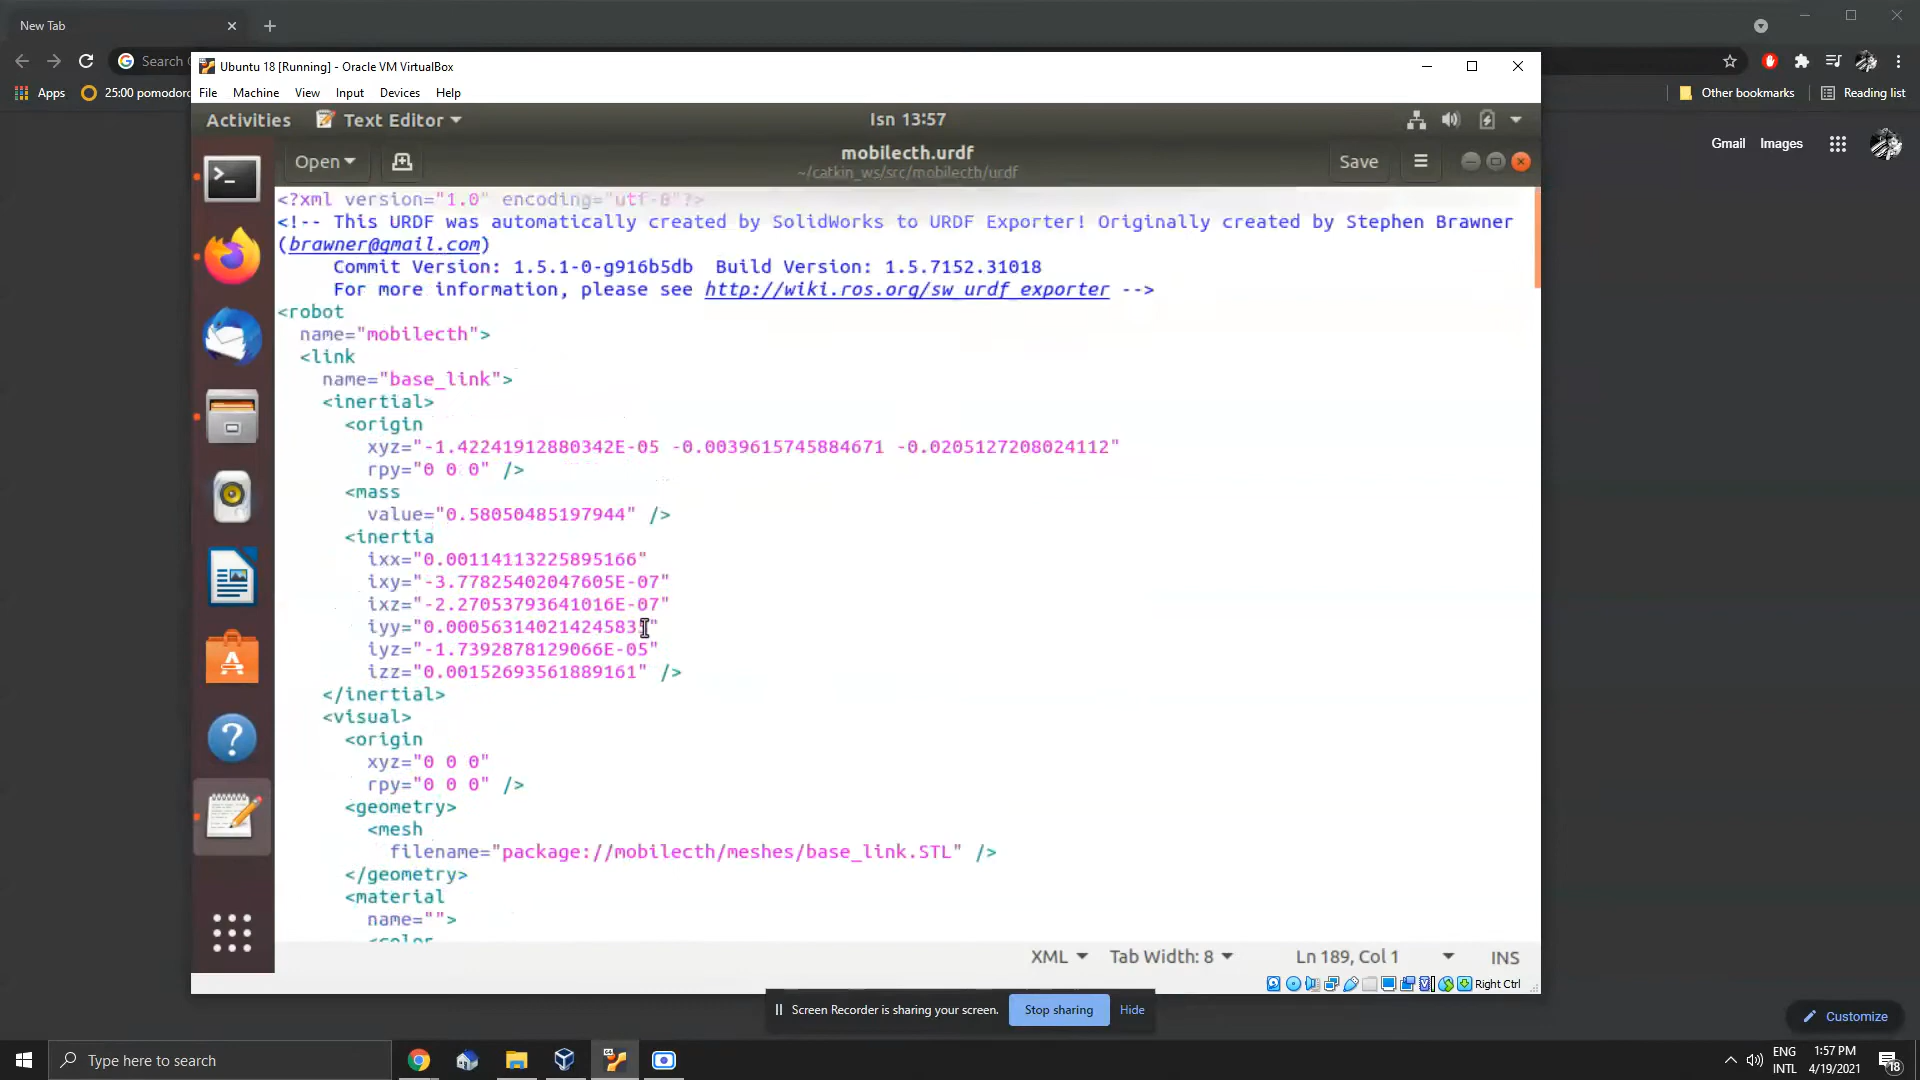 New Tab
Search
Apps
25:00 pomodoro
Other bookmarks
Reading list
Gmail
Images
Ubuntu 18 [Running] - Oracle VM VirtualBox
File
Machine
View
Input
Devices
Help
Activities
Text Editor
Isn 13:57
Open
mobilecth.urdf
~/catkin_ws/src/mobilecth/urdf
Save
<?xml version="1.0" encoding="utf-8"?>
<!-- This URDF was automatically created by SolidWorks to URDF Exporter! Originally created by Stephen Brawner
(brawner@gmail.com)
Commit Version: 1.5.1-0-g916b5db  Build Version: 1.5.7152.31018
For more information, please see http://wiki.ros.org/sw_urdf_exporter -->
<robot
name="mobilecth">
<link
name="base_link">
<inertial>
<origin
xyz="-1.42241912880342E-05 -0.0039615745884671 -0.0205127208024112"
rpy="0 0 0" />
<mass
value="0.58050485197944" />
<inertia
ixx="0.00114113225895166"
ixy="-3.77825402047605E-07"
ixz="-2.27053793641016E-07"
iyy="0.000563140214245831"
iyz="-1.7392878129066E-05"
izz="0.00152693561889161" />
</inertial>
<visual>
<origin
xyz="0 0 0"
rpy="0 0 0" />
<geometry>
<mesh
filename="package://mobilecth/meshes/base_link.STL" />
</geometry>
<material
name="">
<color
XML
Tab Width: 8
Ln 189, Col 1
INS
Right Ctrl
Screen Recorder is sharing your screen.
Stop sharing
Hide
Customize
Type here to search
ENG
INTL
1:57 PM
4/19/2021
18